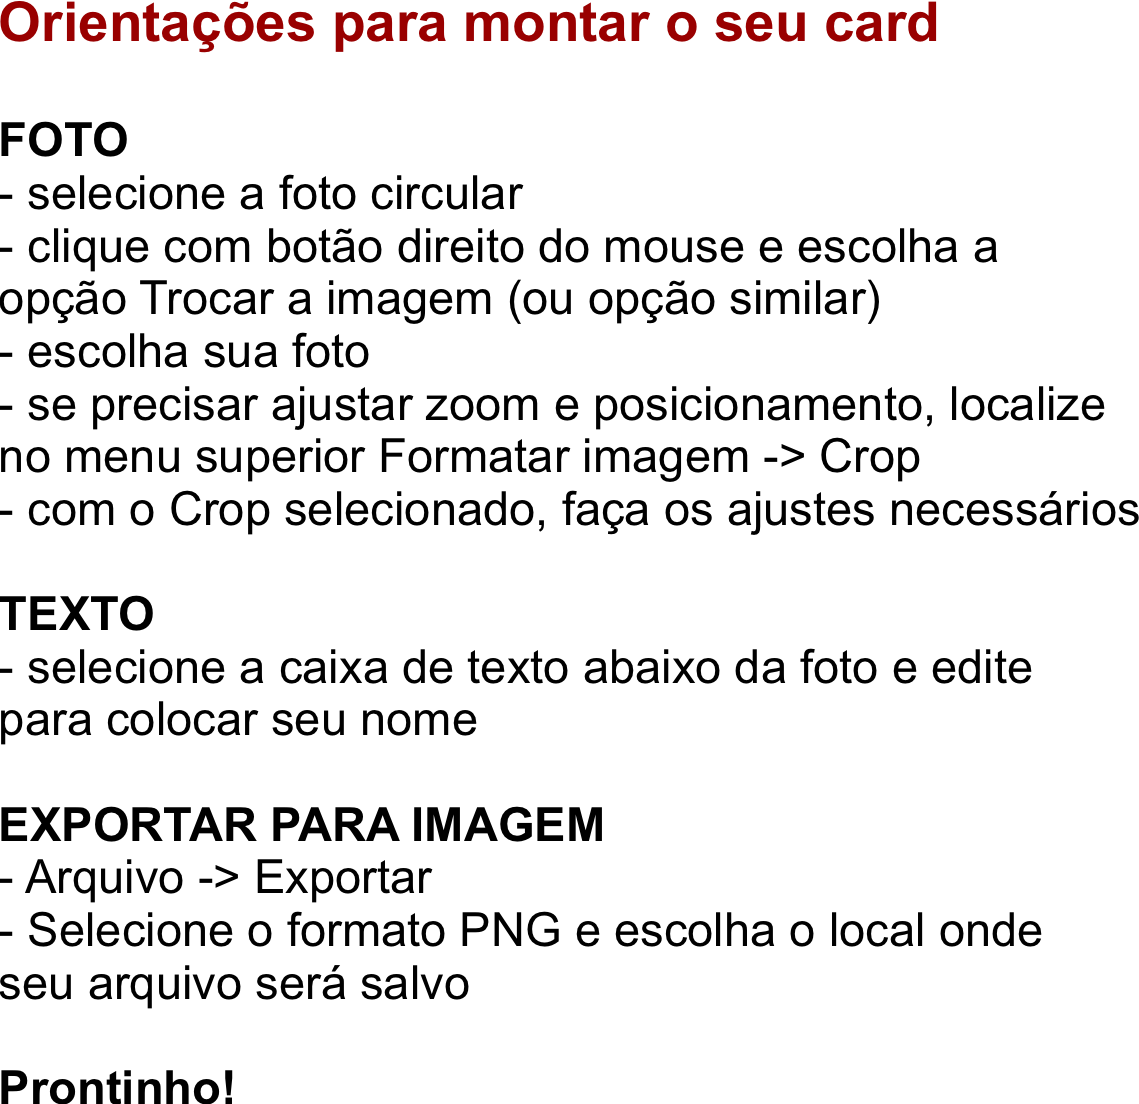 Orientações para montar o seu card
FOTO
- selecione a foto circular
- clique com botão direito do mouse e escolha a
opção Trocar a imagem (ou opção similar)
- escolha sua foto
- se precisar ajustar zoom e posicionamento, localize
no menu superior Formatar imagem -> Crop
- com o Crop selecionado, faça os ajustes necessários
TEXTO
- selecione a caixa de texto abaixo da foto e edite
para colocar seu nome
EXPORTAR PARA IMAGEM
- Arquivo -> Exportar
- Selecione o formato PNG e escolha o local onde
seu arquivo será salvo
Prontinho!